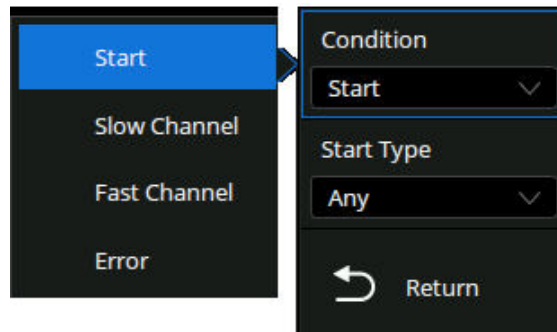 Start
Slow Channel
Fast Channel
Error
Condition
Start
Start Type
Any
Return